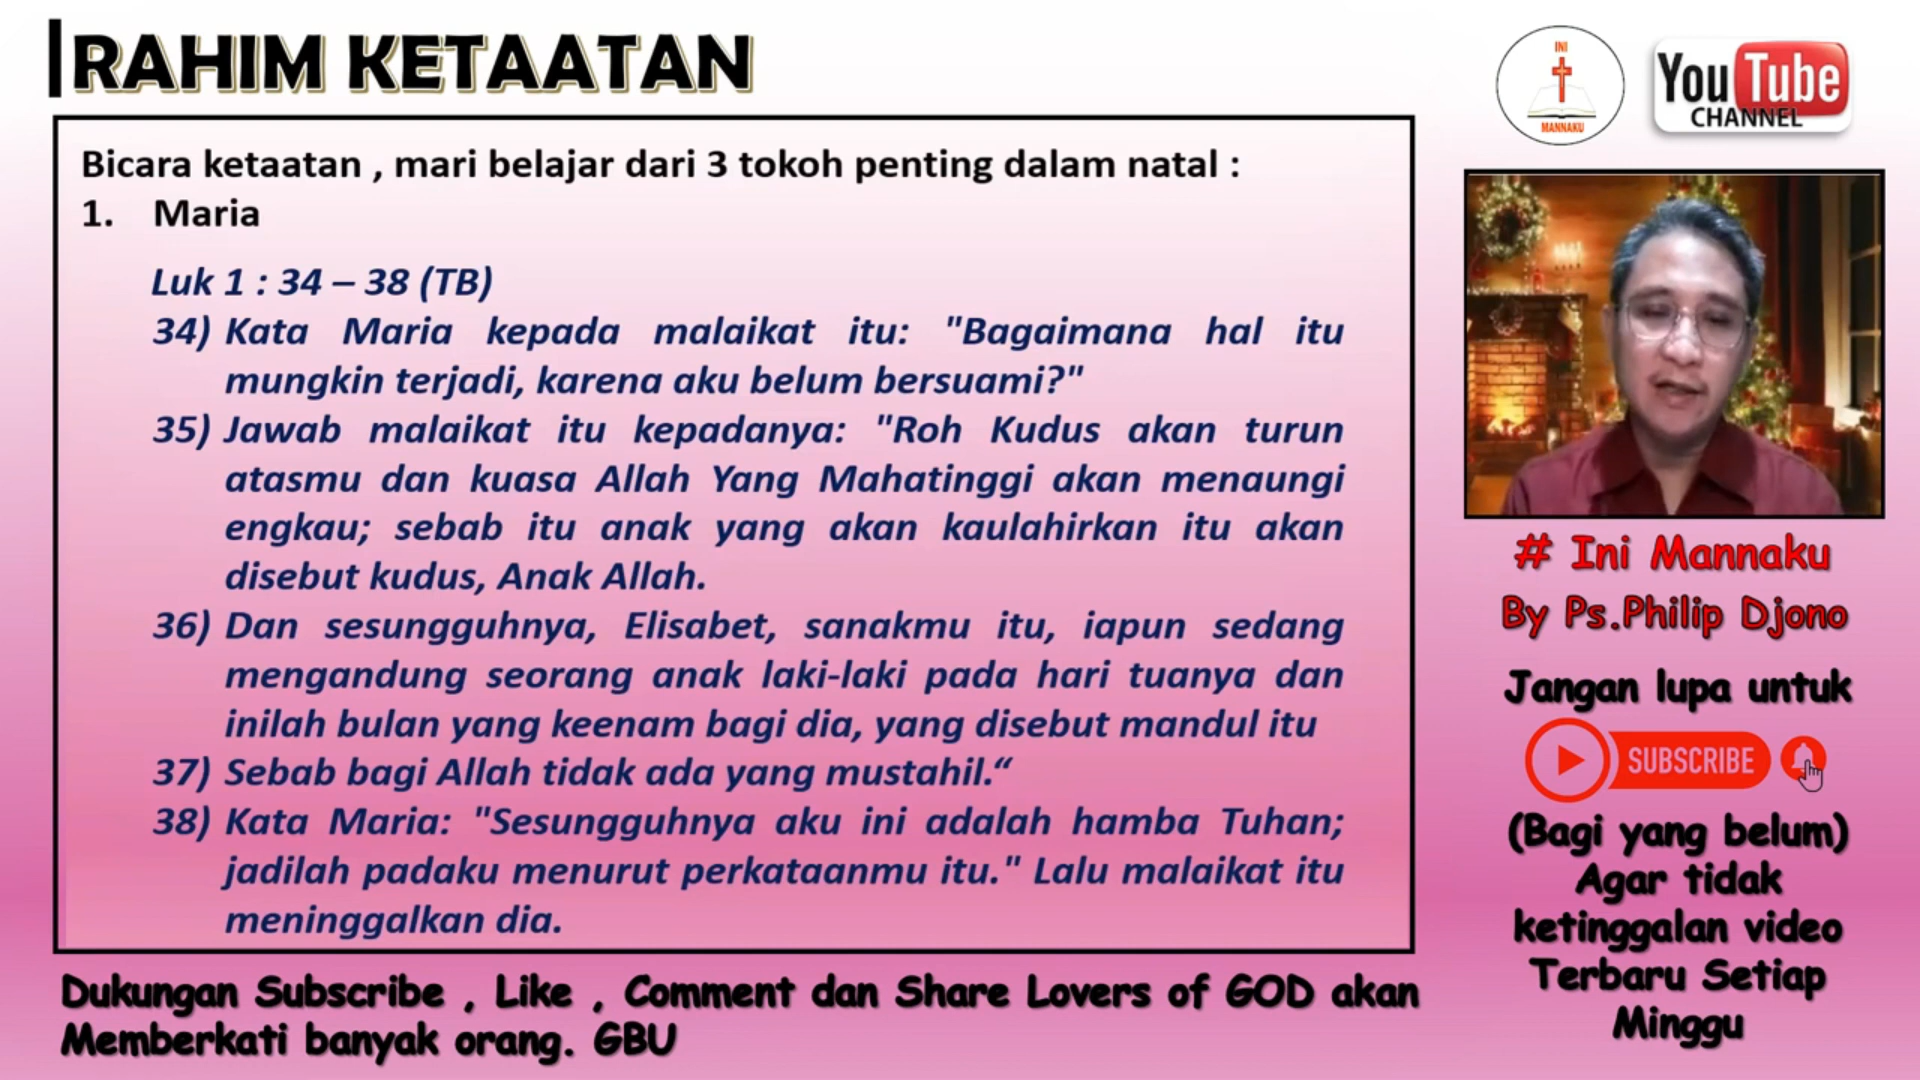 RAHIM KETAATAN
Bicara ketaatan , mari belajar dari 3 tokoh penting dalam natal :
1. Maria
Luk 1 : 34 – 38 (TB)
34) Kata Maria kepada malaikat itu: "Bagaimana hal itu
mungkin terjadi, karena aku belum bersuami?"
35) Jawab malaikat itu kepadanya: "Roh Kudus akan turun
atasmu dan kuasa Allah Yang Mahatinggi akan menaungi
engkau; sebab itu anak yang akan kaulahirkan itu akan
disebut kudus, Anak Allah.
36) Dan sesungguhnya, Elisabet, sanakmu itu, iapun sedang
mengandung seorang anak laki-laki pada hari tuanya dan
inilah bulan yang keenam bagi dia, yang disebut mandul itu
37) Sebab bagi Allah tidak ada yang mustahil.“
38) Kata Maria: "Sesungguhnya aku ini adalah hamba Tuhan;
jadilah padaku menurut perkataanmu itu." Lalu malaikat itu
meninggalkan dia.
Dukungan Subscribe , Like , Comment dan Share Lovers of GOD akan
Memberkati banyak orang. GBU
INI
MANNAKU
YouTube
CHANNEL
# Ini Mannaku
By Ps.Philip Djono
Jangan lupa untuk
SUBSCRIBE
(Bagi yang belum)
Agar tidak
ketinggalan video
Terbaru Setiap
Minggu